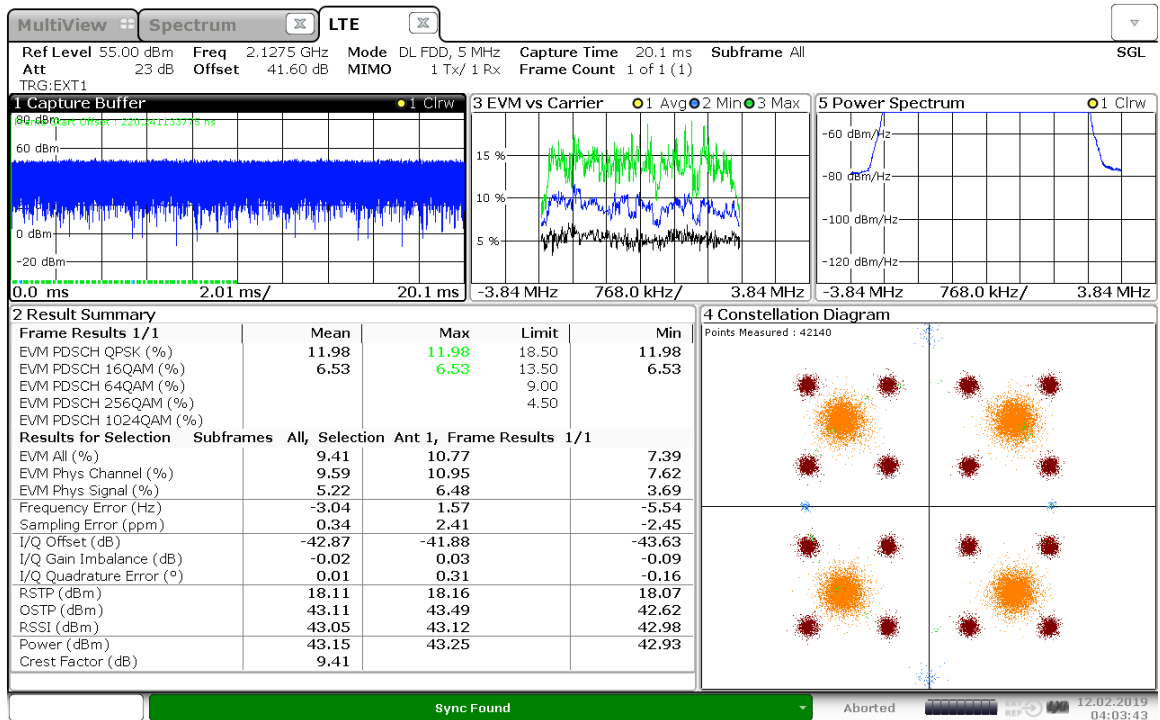 MultiView
Spectrum
LTE
Ref Level 55.00 dBm Freq 2.1275 GHz Mode DL FDD, 5 MHz Capture Time 20.1 ms Subframe All SGL
Att 23 dB Offset 41.60 dB MIMO 1 Tx/ 1 Rx Frame Count 1 of 1 (1)
TRG:EXT1
1 Capture Buffer 1 Clrw
80 dBm
Frame Start Offset : 220.241133775 ns
60 dBm
0 dBm
-20 dBm
0.0 ms 2.01 ms/ 20.1 ms
3 EVM vs Carrier 1 Avg 2 Min 3 Max
15 %
10 %
5 %
-3.84 MHz 768.0 kHz/ 3.84 MHz
5 Power Spectrum 1 Clrw
-60 dBm/Hz
-80 dBm/Hz
-100 dBm/Hz
-120 dBm/Hz
-3.84 MHz 768.0 kHz/ 3.84 MHz
2 Result Summary
Frame Results 1/1 Mean Max Limit Min
EVM PDSCH QPSK (%) 11.98 11.98 18.50 11.98
EVM PDSCH 16QAM (%) 6.53 6.53 13.50 6.53
EVM PDSCH 64QAM (%) 9.00
EVM PDSCH 256QAM (%) 4.50
EVM PDSCH 1024QAM (%)
Results for Selection Subframes All, Selection Ant 1, Frame Results 1/1
EVM All (%) 9.41 10.77 7.39
EVM Phys Channel (%) 9.59 10.95 7.62
EVM Phys Signal (%) 5.22 6.48 3.69
Frequency Error (Hz) -3.04 1.57 -5.54
Sampling Error (ppm) 0.34 2.41 -2.45
I/Q Offset (dB) -42.87 -41.88 -43.63
I/Q Gain Imbalance (dB) -0.02 0.03 -0.09
I/Q Quadrature Error (°) 0.01 0.31 -0.16
RSTP (dBm) 18.11 18.16 18.07
OSTP (dBm) 43.11 43.49 42.62
RSSI (dBm) 43.05 43.12 42.98
Power (dBm) 43.15 43.25 42.93
Crest Factor (dB) 9.41
4 Constellation Diagram
Points Measured : 42140
Sync Found
Aborted
EXT
REF
12.02.2019
04:03:43